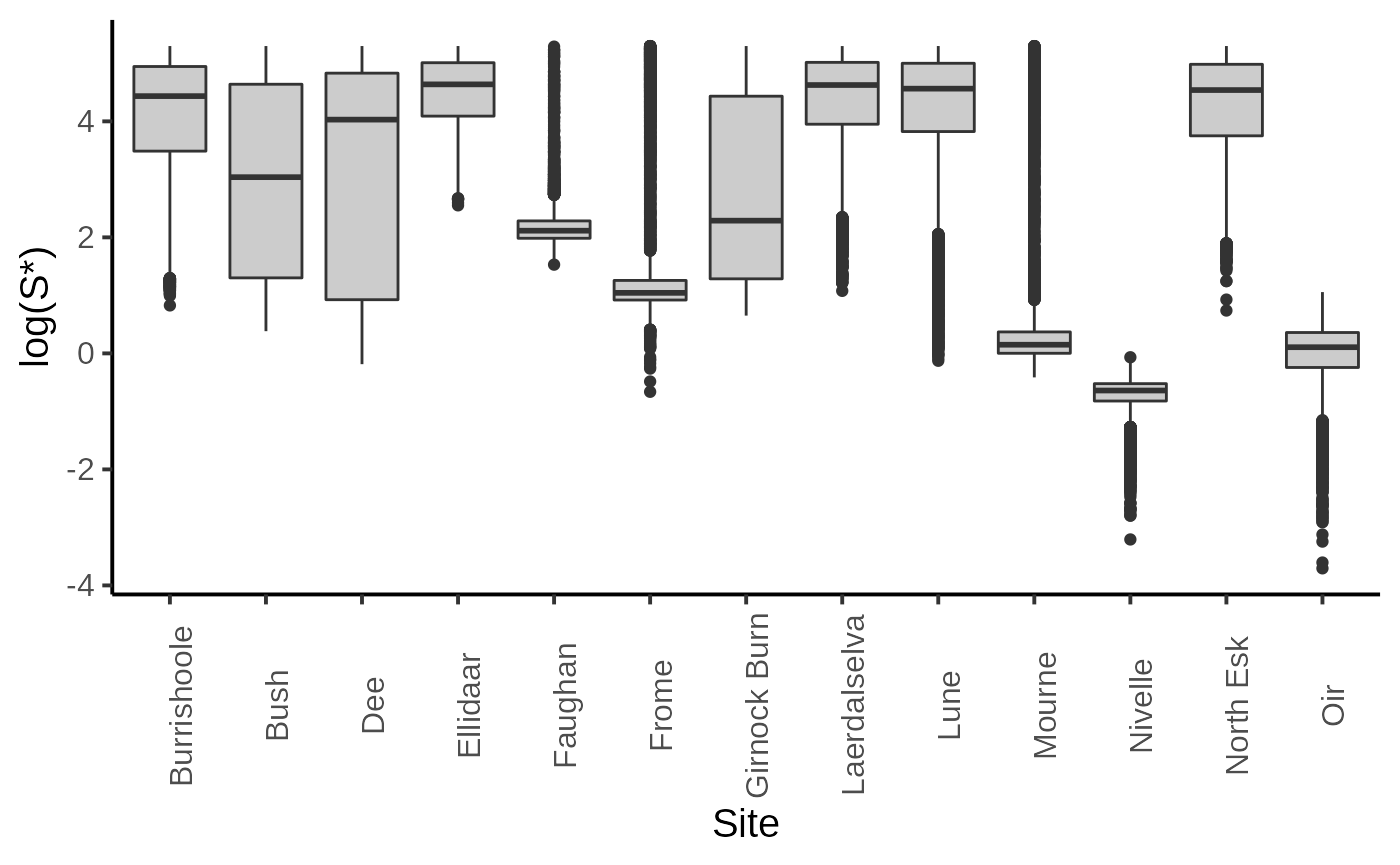 log(S*)
4
2
0
-2
-4
Burrishoole
Bush
Dee
Ellidaar
Faughan
Frome
Girnock Burn
Laerdalselva
Lune
Mourne
Nivelle
North Esk
Oir
Site